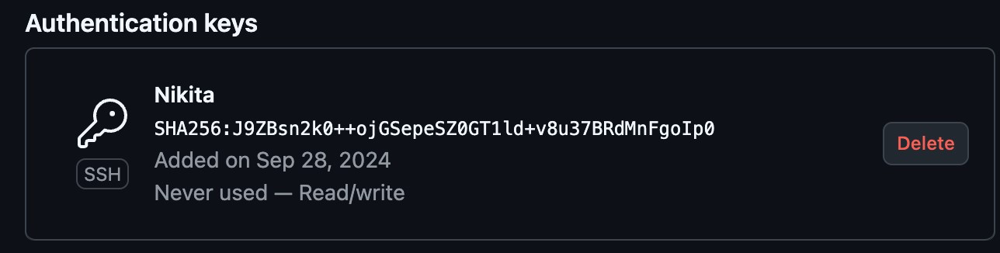 Authentication keys
Nikita
SHA256:J9ZBsn2k0++ojGSepeSZ0GT1ld+v8u37BRdMnFgoIp0
Added on Sep 28, 2024
SSH
Never used — Read/write
Delete